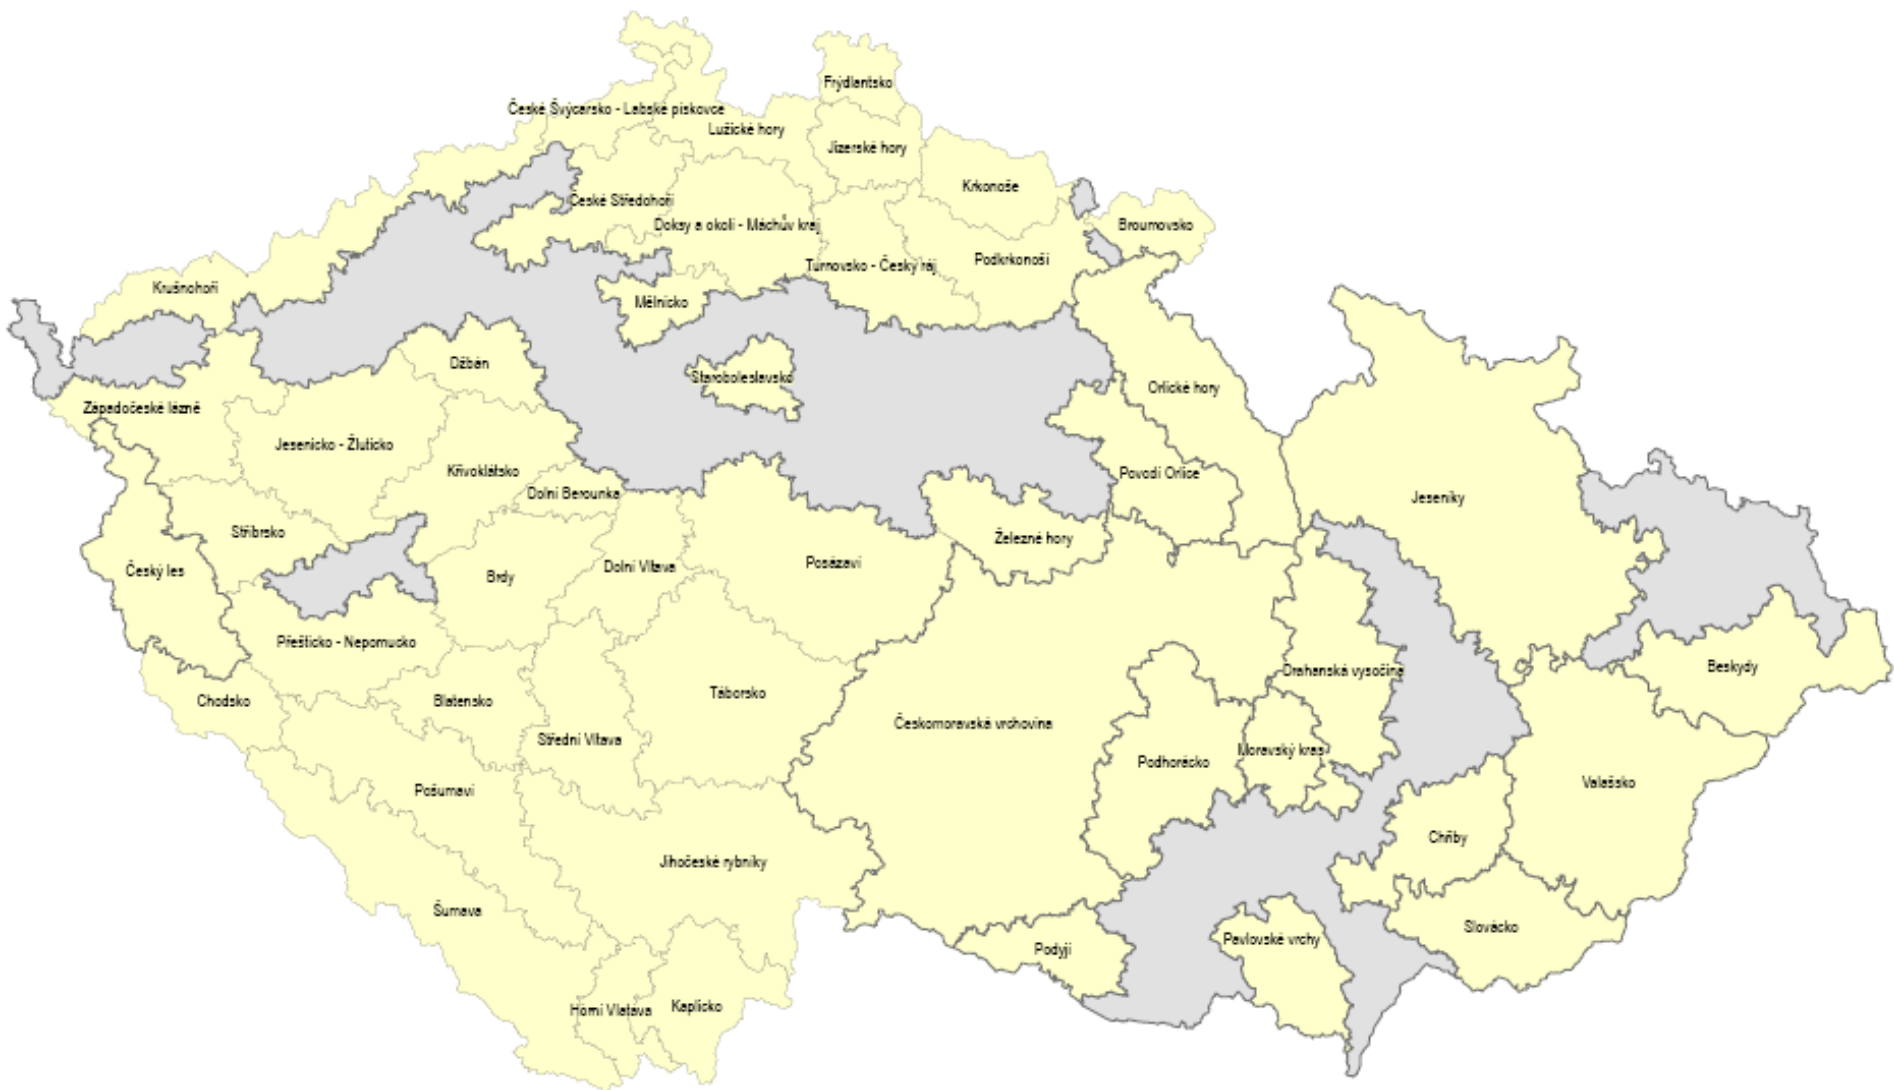 Frýdlantsko
České Švýcarsko - Labské pískovce
Lužické hory
Jizerské hory
Krkonoše
České Středohoří
Doksy a okolí - Máchův kraj
Broumovsko
Podkrkonoší
Turnovsko - Český ráj
Krušnohoří
Mělnicko
Džbán
Staroboleslavsko
Orlické hory
Západočeské lázně
Jesenicko - Žluticko
Křivoklátsko
Povodí Orlice
Dolní Berounka
Jeseníky
Stříbrsko
Železné hory
Český les
Brdy
Dolní Vltava
Posázaví
Přešticko - Nepomucko
Beskydy
Drahanská vysočina
Chodsko
Blatensko
Táborsko
Českomoravská vrchovina
Střední Vltava
Moravský kras
Podhorácko
Valašsko
Pošumaví
Chřiby
Jihočeské rybníky
Šumava
Slovácko
Pavlovské vrchy
Podyjí
Horní Vlatava
Kaplicko